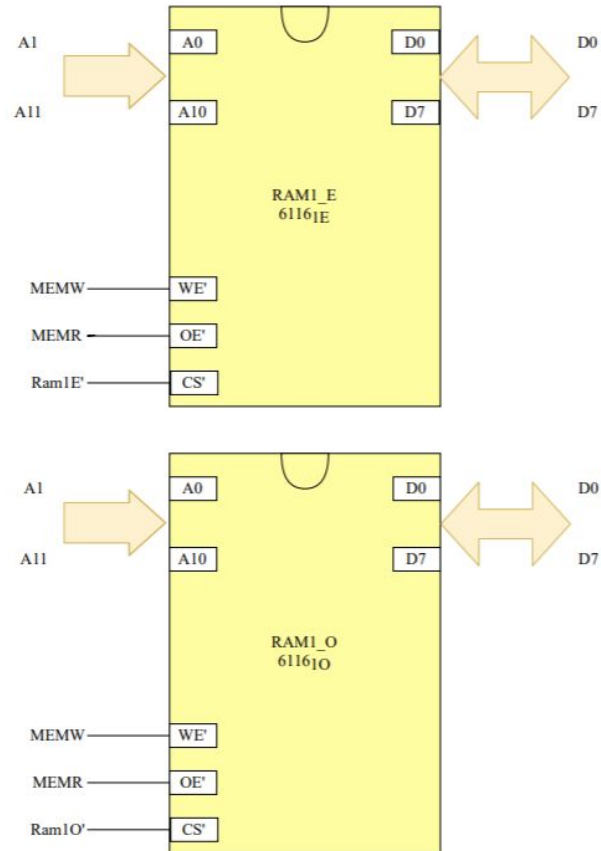 A1 A0 D0 D0
A11 A10 D7 D7
RAM1_E
6116 1E
MEMW WE'
MEMR OE'
Ram1E' CS'
A1 A0 D0 D0
A11 A10 D7 D7
RAM1_O
6116 1O
MEMW WE'
MEMR OE'
Ram1O' CS'